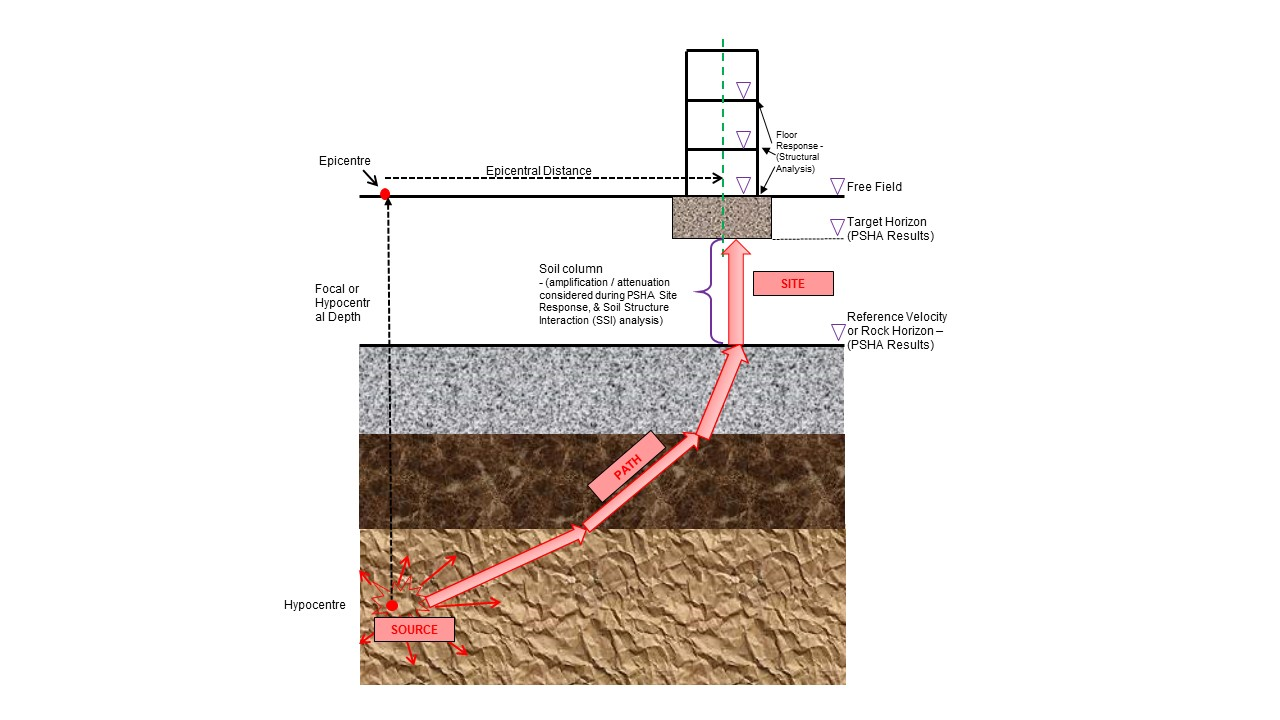 Floor
Response -
(Structural
Analysis)
Epicentre
Epicentral Distance
Free Field
Target Horizon
(PSHA Results)
Soil column
- (amplification / attenuation
considered during PSHA Site
Response, & Soil Structure
Interaction (SSI) analysis)
SITE
Focal or
Hypocentr
al Depth
Reference Velocity
or Rock Horizon –
(PSHA Results)
PATH
Hypocentre
SOURCE